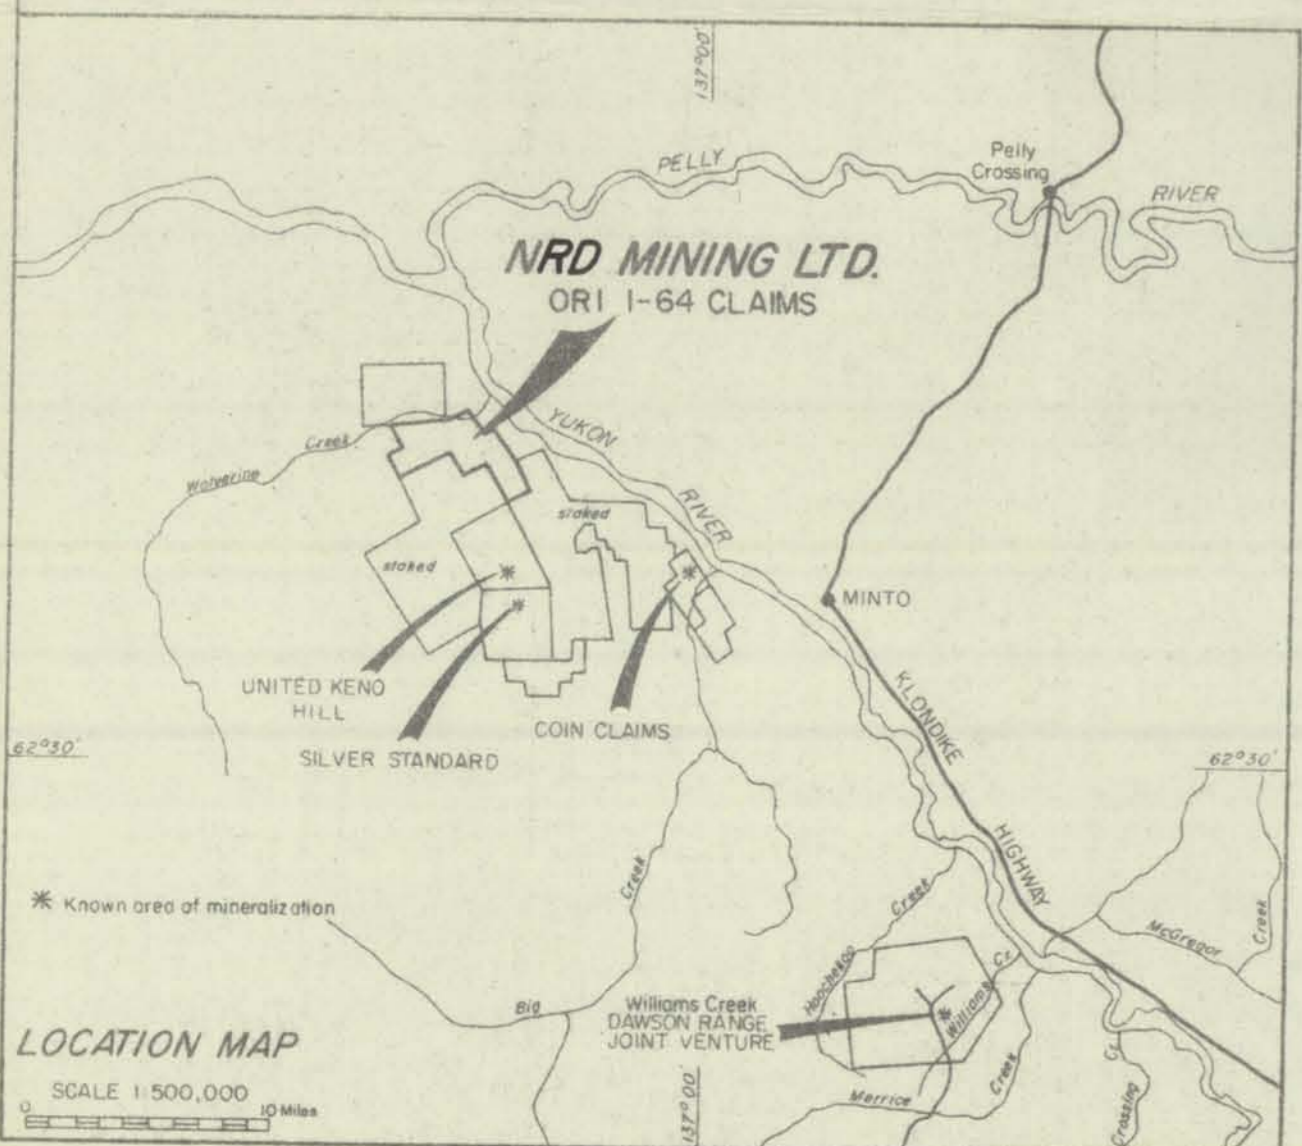 137°00'
PELLY
Pelly
Crossing
RIVER
NRD MINING LTD.
ORI 1-64 CLAIMS
YUKON
Creek
Wolverine
RIVER
staked
staked
MINTO
UNITED KENO
HILL
KLONDIKE
COIN CLAIMS
SILVER STANDARD
62°30'
62°30'
HIGHWAY
Creek
Creek
Known area of mineralization
McGregor
Creek
Hoocheekoo
Cr.
Williams
Big
Williams Creek
DAWSON RANGE
JOINT VENTURE
LOCATION MAP
Creek
Cr.
SCALE 1:500,000
0
10 Miles
137°00'
Merrice
Crossing